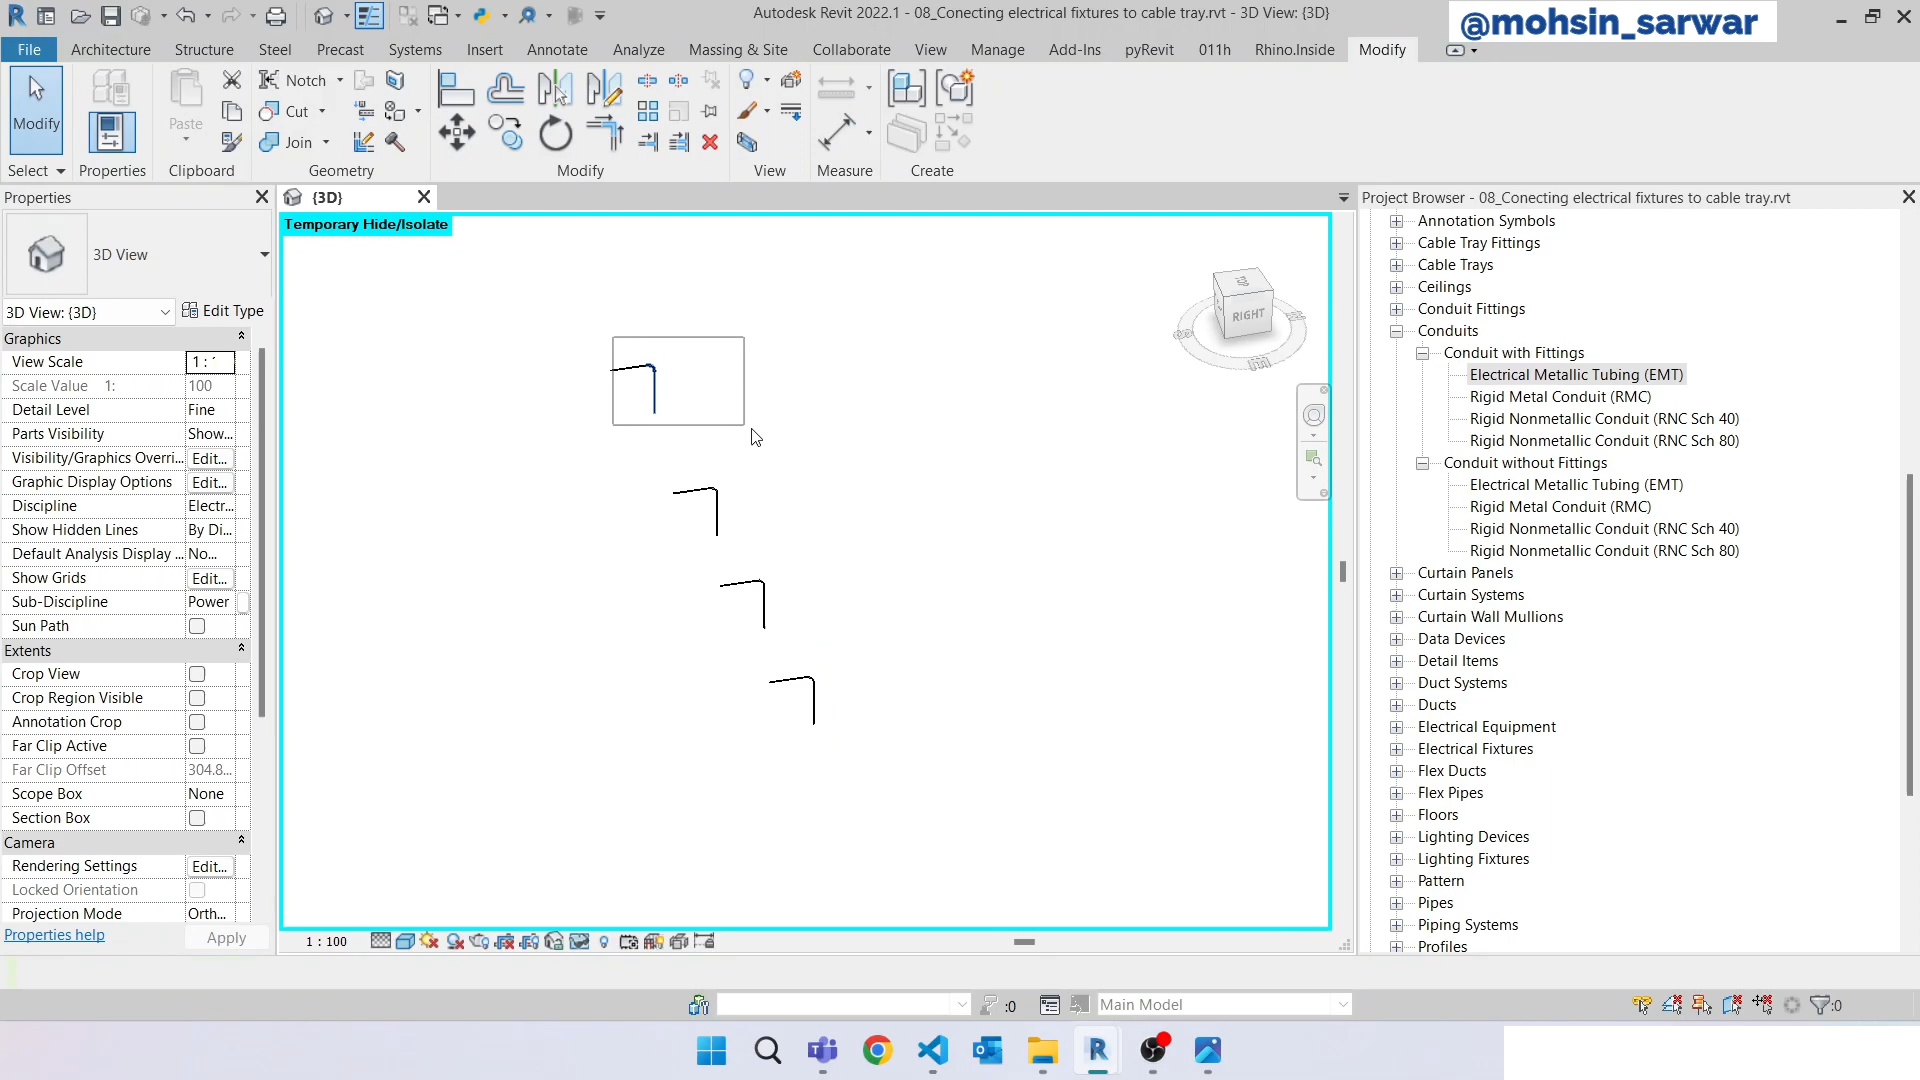 Autodesk Revit 2022.1 - 08_Conecting electrical fixtures to cable tray.rvt - 3D View: {3D}
@mohsin_sarwar
File
Architecture
Structure
Steel
Precast
Systems
Insert
Annotate
Analyze
Massing & Site
Collaborate
View
Manage
Add-Ins
pyRevit
011h
Rhino.Inside
Modify
Modify
Paste
Notch
Cut
Join
Select
Properties
Clipboard
Geometry
Modify
View
Measure
Create
Properties
3D View
3D View: {3D}
Edit Type
Graphics
View Scale
1 :
Scale Value 1:
100
Detail Level
Fine
Parts Visibility
Show...
Visibility/Graphics Overri...
Edit...
Graphic Display Options
Edit...
Discipline
Electr...
Show Hidden Lines
By Di...
Default Analysis Display ...
No...
Show Grids
Edit...
Sub-Discipline
Power
Sun Path
Extents
Crop View
Crop Region Visible
Annotation Crop
Far Clip Active
Far Clip Offset
304.8...
Scope Box
None
Section Box
Camera
Rendering Settings
Edit...
Locked Orientation
Projection Mode
Orth...
Properties help
Apply
{3D}
Temporary Hide/Isolate
RIGHT
1 : 100
Project Browser - 08_Conecting electrical fixtures to cable tray.rvt
Annotation Symbols
Cable Tray Fittings
Cable Trays
Ceilings
Conduit Fittings
Conduits
Conduit with Fittings
Electrical Metallic Tubing (EMT)
Rigid Metal Conduit (RMC)
Rigid Nonmetallic Conduit (RNC Sch 40)
Rigid Nonmetallic Conduit (RNC Sch 80)
Conduit without Fittings
Electrical Metallic Tubing (EMT)
Rigid Metal Conduit (RMC)
Rigid Nonmetallic Conduit (RNC Sch 40)
Rigid Nonmetallic Conduit (RNC Sch 80)
Curtain Panels
Curtain Systems
Curtain Wall Mullions
Data Devices
Detail Items
Duct Systems
Ducts
Electrical Equipment
Electrical Fixtures
Flex Ducts
Flex Pipes
Floors
Lighting Devices
Lighting Fixtures
Pattern
Pipes
Piping Systems
Profiles
:0
Main Model
:0